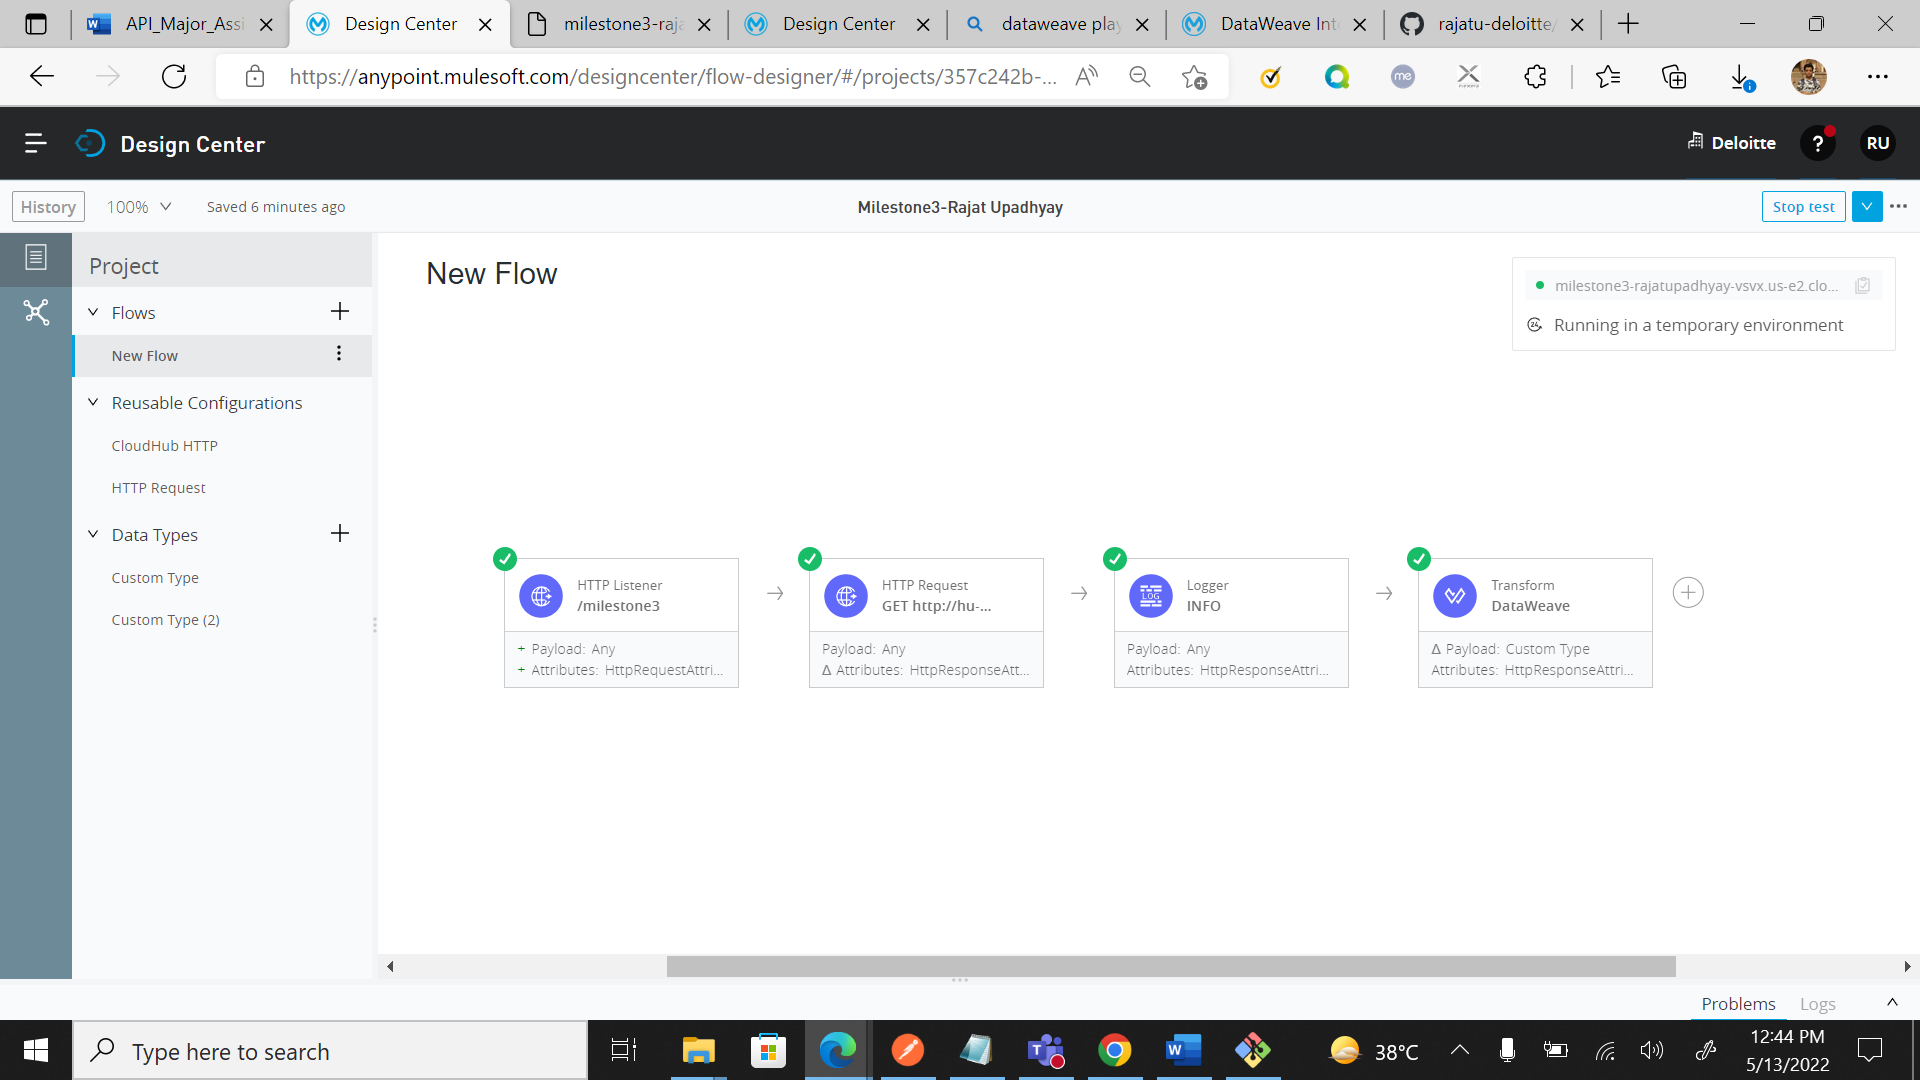 API_Major_Assi
Design Center
milestone3-raja
Design Center
dataweave play
DataWeave Inte
rajatu-deloitte/
https://anypoint.mulesoft.com/designcenter/flow-designer/#/projects/357c242b-...
me
Design Center
Deloitte
?
RU
History
100%
Saved 6 minutes ago
Milestone3-Rajat Upadhyay
Stop test
Project
Flows
New Flow
Reusable Configurations
CloudHub HTTP
HTTP Request
Data Types
Custom Type
Custom Type (2)
New Flow
milestone3-rajatupadhyay-vsvx.us-e2.clo...
Running in a temporary environment
HTTP Listener
/milestone3
+ Payload: Any
+ Attributes: HttpRequestAttri...
HTTP Request
GET http://hu-...
Payload: Any
Δ Attributes: HttpResponseAtt...
LOG
Logger
INFO
Payload: Any
Attributes: HttpResponseAttri...
Transform
DataWeave
Δ Payload: Custom Type
Attributes: HttpResponseAttri...
Problems
Logs
Type here to search
38°C
12:44 PM
5/13/2022